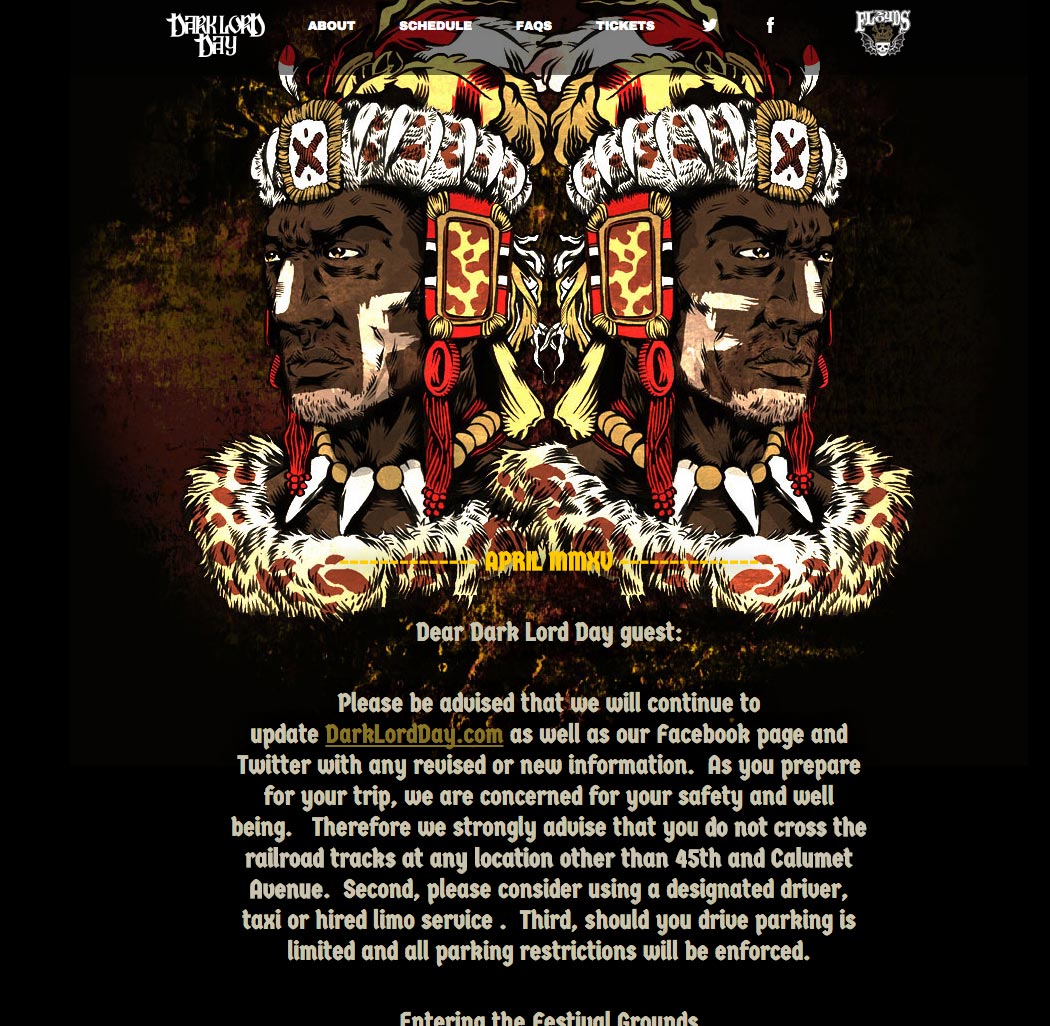 DARK LORD
DAY
ABOUT SCHEDULE FAQS TICKETS
FLOYDS
APRIL MMXV
Dear Dark Lord Day guest:
Please be advised that we will continue to
update DarkLordDay.com as well as our Facebook page and
Twitter with any revised or new information. As you prepare
for your trip, we are concerned for your safety and well
being. Therefore we strongly advise that you do not cross the
railroad tracks at any location other than 45th and Calumet
Avenue. Second, please consider using a designated driver,
taxi or hired limo service . Third, should you drive parking is
limited and all parking restrictions will be enforced.
Entering the Festival Grounds